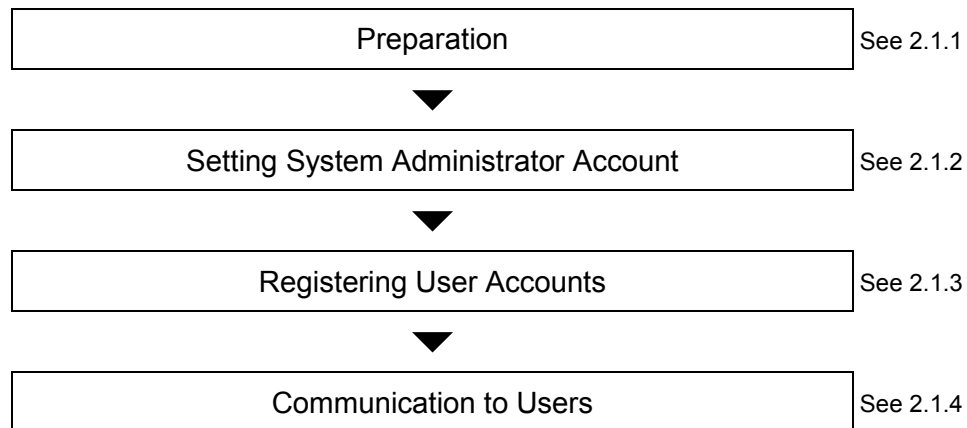 Preparation See 2.1.1
Setting System Administrator Account See 2.1.2
Registering User Accounts See 2.1.3
Communication to Users See 2.1.4